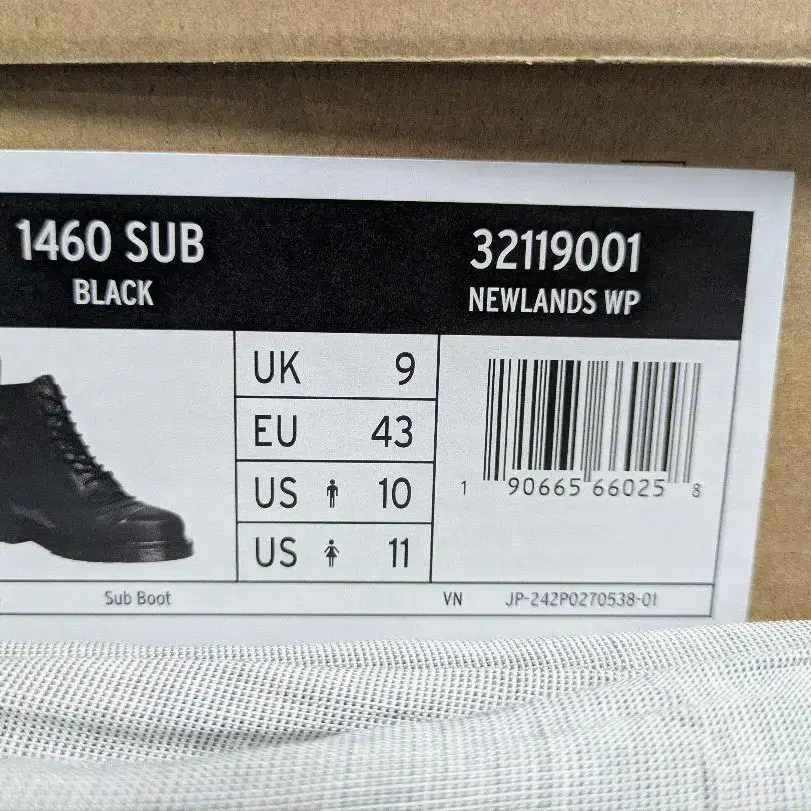 1460 SUB
BLACK
32119001
NEWLANDS WP
UK 9
EU 43
US 10
US 11
1 90665 66025 8
Sub Boot
VN JP-242P0270538-01